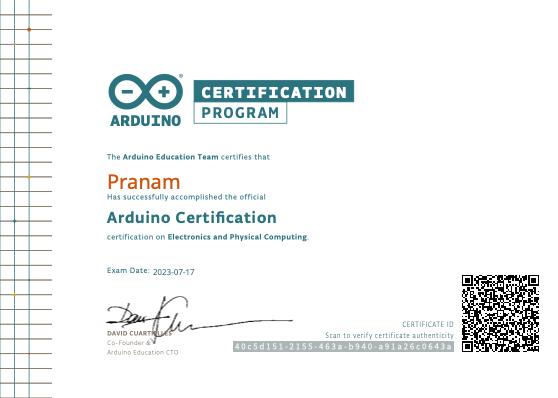 CERTIFICATION
PROGRAM
ARDUINO
The Arduino Education Team certifies that
Pranam
Has successfully accomplished the official
Arduino Certification
certification on Electronics and Physical Computing.
Exam Date: 2023-07-17
DAVID CUARTIELLES
Co-Founder &
Arduino Education CTO
CERTIFICATE ID
Scan to verify certificate authenticity
40c5d151-2155-463a-b940-a91a26c0643a